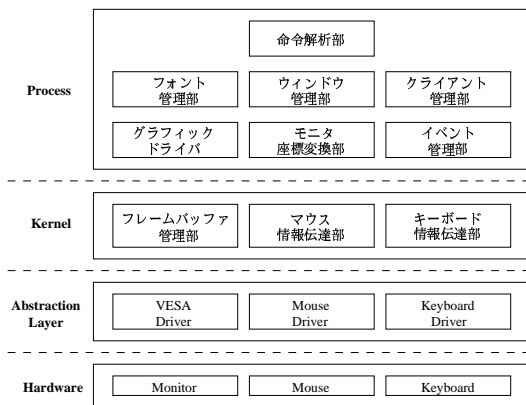 命令解析部
Process
フォント
管理部
ウィンドウ
管理部
クライアント
管理部
グラフィック
ドライバ
モニタ
座標変換部
イベント
管理部
Kernel
フレームバッファ
管理部
マウス
情報伝達部
キーボード
情報伝達部
Abstraction
Layer
VESA
Driver
Mouse
Driver
Keyboard
Driver
Hardware
Monitor
Mouse
Keyboard